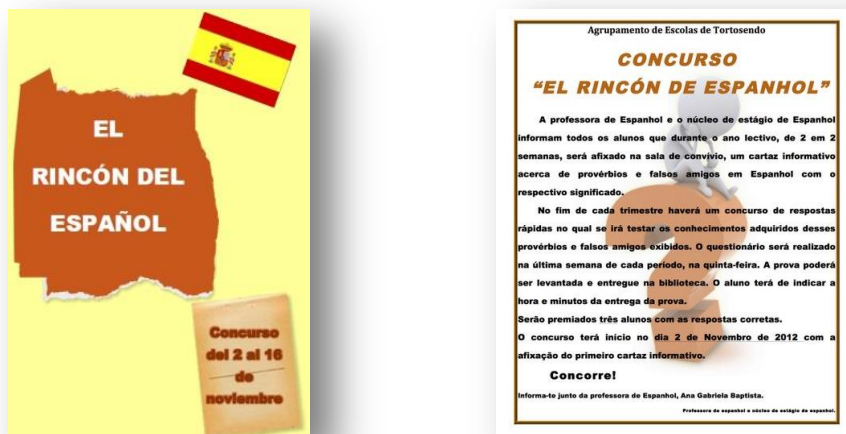 EL
RINCÓN DEL
ESPAÑOL
Concurso
del 2 al 16
de
noviembre
Agrupamento de Escolas de Tortosendo
CONCURSO
“EL RINCÓN DE ESPANHOL”
A professora de Espanhol e o núcleo de estágio de Espanhol
informam todos os alunos que durante o ano lectivo, de 2 em 2
semanas, será afixado na sala de convívio, um cartaz informativo
acerca de provérbios e falsos amigos em Espanhol com o
respectivo significado.
No fim de cada trimestre haverá um concurso de respostas
rápidas no qual se irá testar os conhecimentos adquiridos desses
provérbios e falsos amigos exibidos. O questionário será realizado
na última semana de cada período, na quinta-feira. A prova poderá
ser levantada e entregue na biblioteca. O aluno terá de indicar a
hora e minutos da entrega da prova.
Serão premiados três alunos com as respostas corretas.
O concurso terá inicio no dia 2 de Novembro de 2012 com a
afixação do primeiro cartaz informativo.
Concorre!
Informa-te junto da professora de Espanhol, Ana Gabriela Baptista.
Professora de espanhol e núcleo de estágio de espanhol.